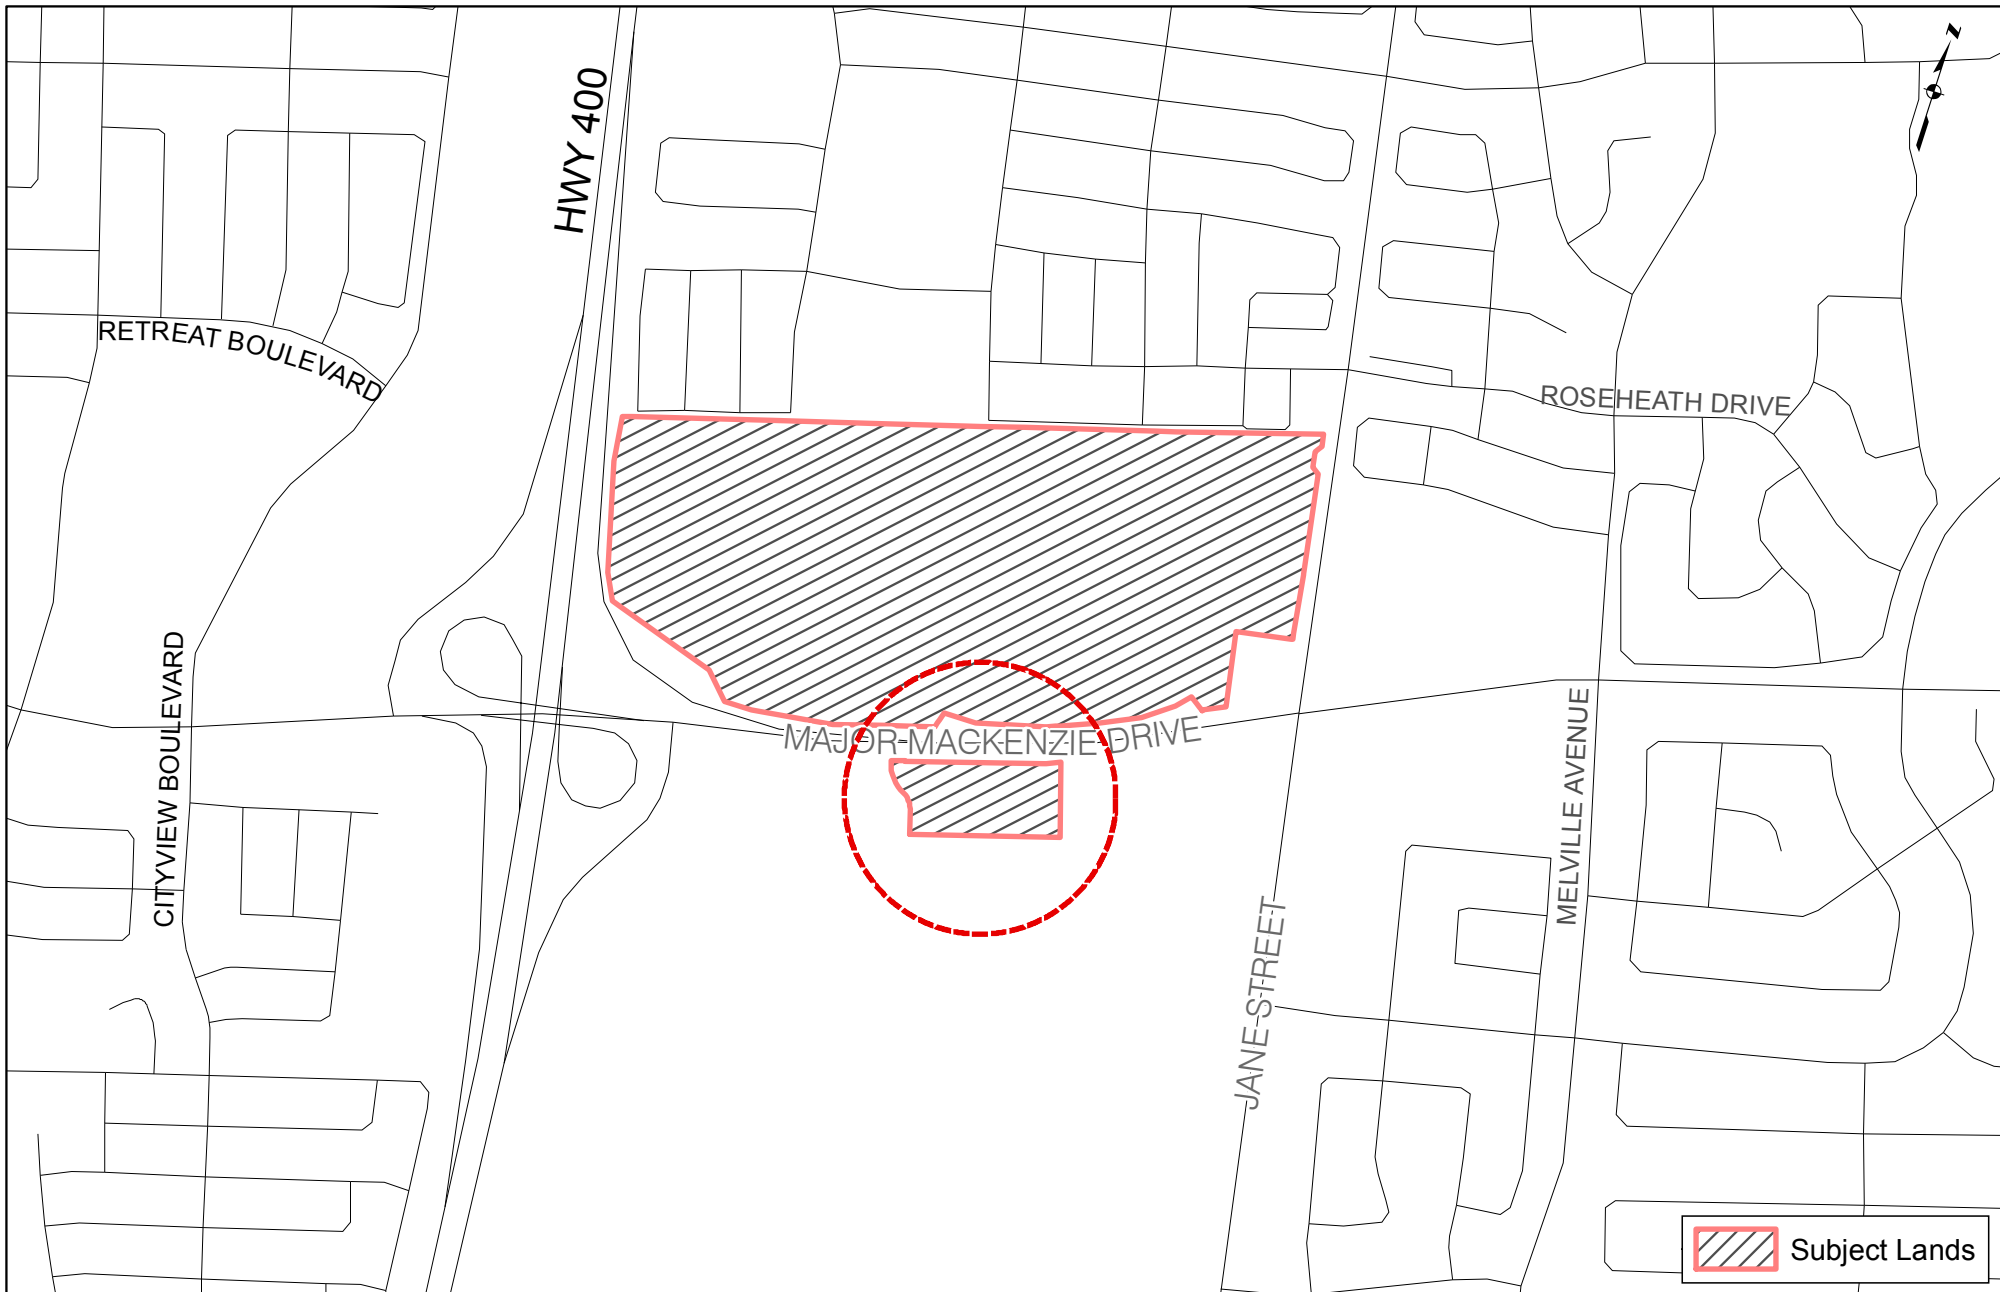 N
HWY 400
RETREAT BOULEVARD
ROSEHEATH DRIVE
CITYVIEW BOULEVARD
MAJOR MACKENZIE DRIVE
MELVILLE AVENUE
JANE STREET
Subject Lands